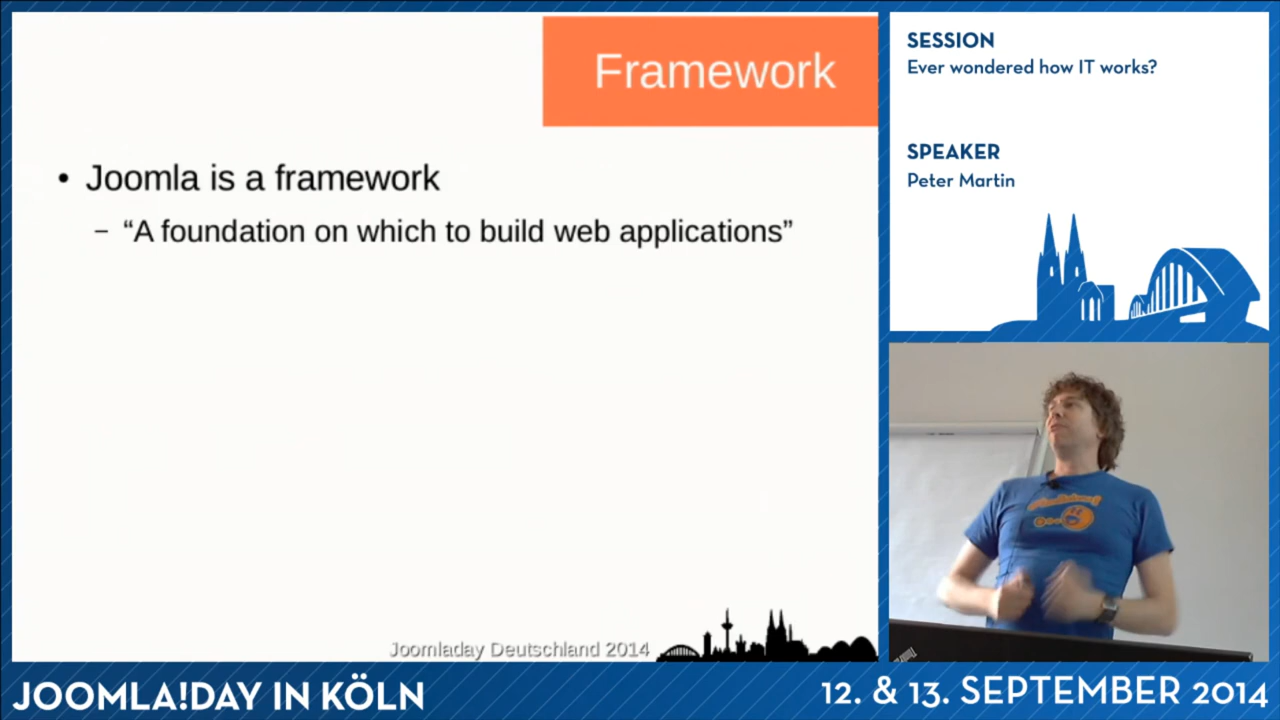 Framework
• Joomla is a framework
– “A foundation on which to build web applications”
Joomladay Deutschland 2014
SESSION
Ever wondered how IT works?
SPEAKER
Peter Martin
JOOMLA!DAY IN KÖLN
12. & 13. SEPTEMBER 2014